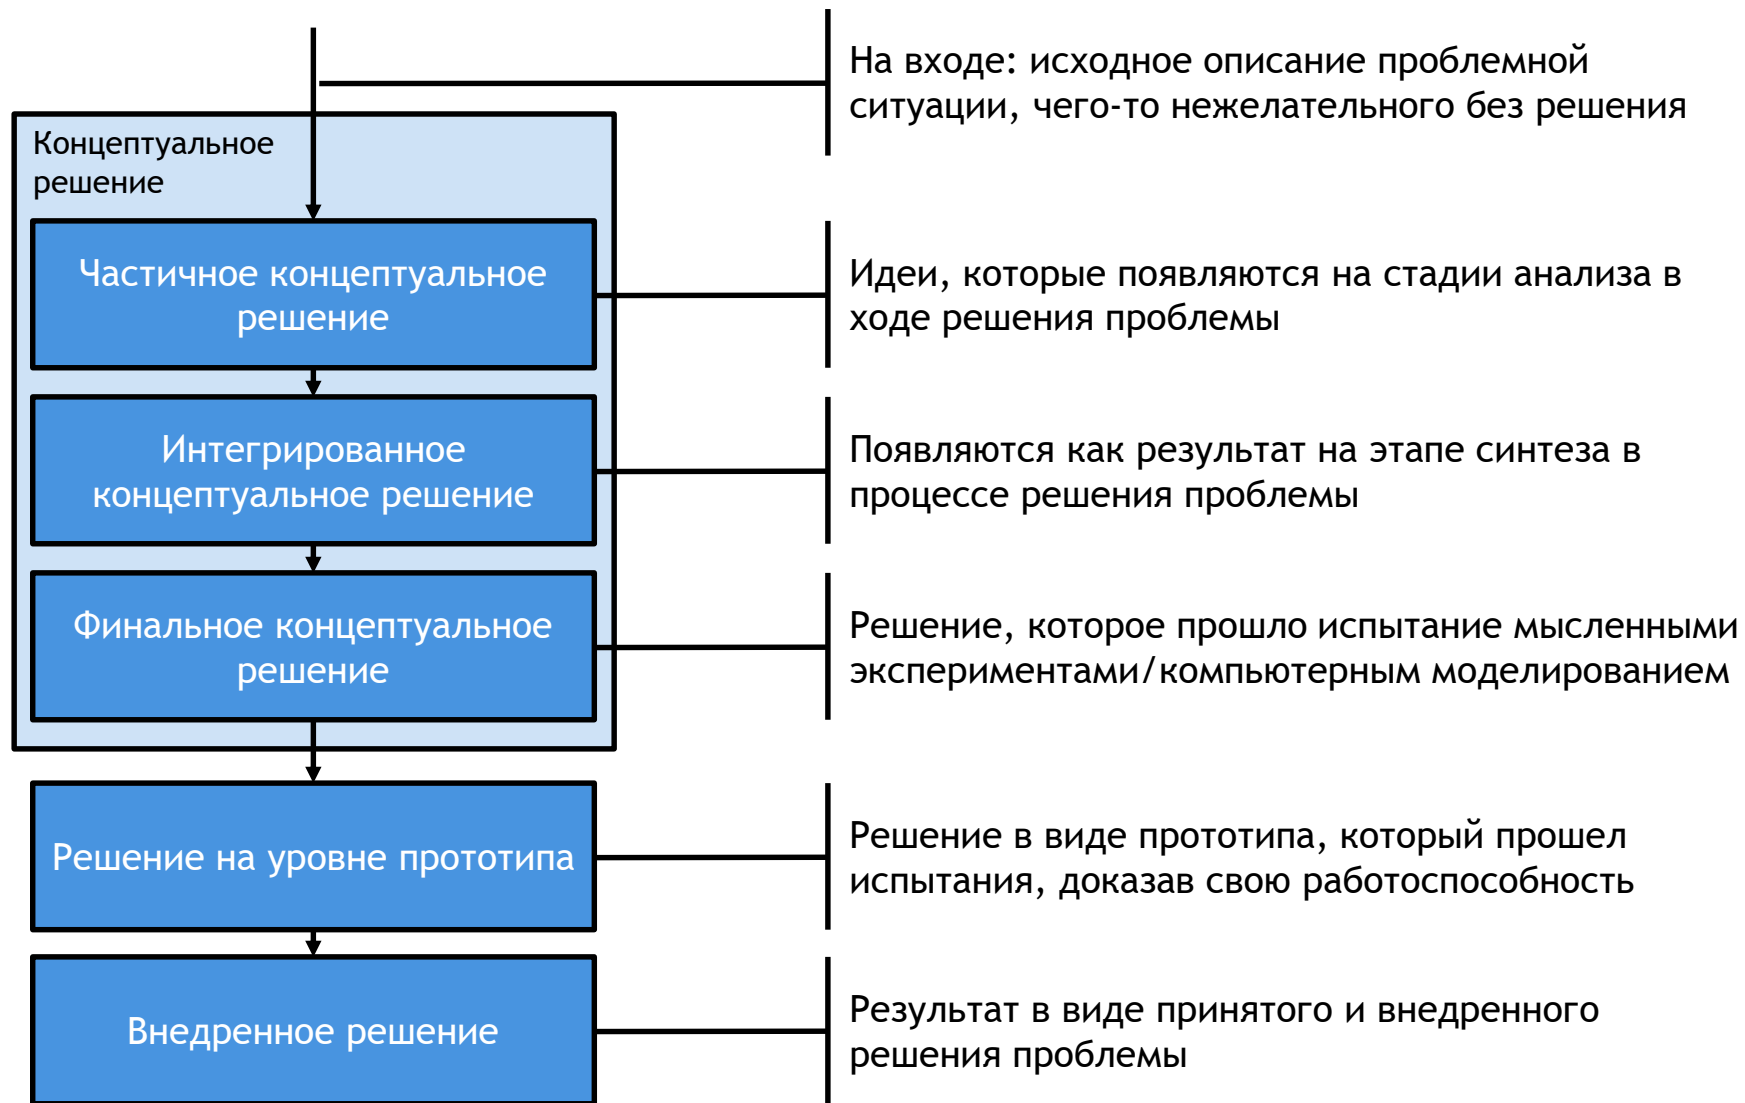 На входе: исходное описание проблемной
ситуации, чего-то нежелательного без решения
Концептуальное
решение
Частичное концептуальное
решение
Идеи, которые появляются на стадии анализа в
ходе решения проблемы
Интегрированное
концептуальное решение
Появляются как результат на этапе синтеза в
процессе решения проблемы
Финальное концептуальное
решение
Решение, которое прошло испытание мысленными
экспериментами/компьютерным моделированием
Решение на уровне прототипа
Решение в виде прототипа, который прошел
испытания, доказав свою работоспособность
Внедренное решение
Результат в виде принятого и внедренного
решения проблемы